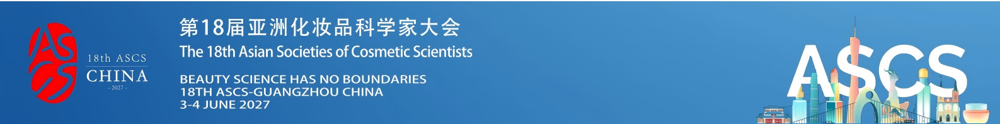 ASCS
18th ASCS
CHINA
- 2027 -
第18届亚洲化妆品科学家大会
The 18th Asian Societies of Cosmetic Scientists
BEAUTY SCIENCE HAS NO BOUNDARIES
18TH ASCS-GUANGZHOU CHINA
3-4 JUNE 2027
ASCS